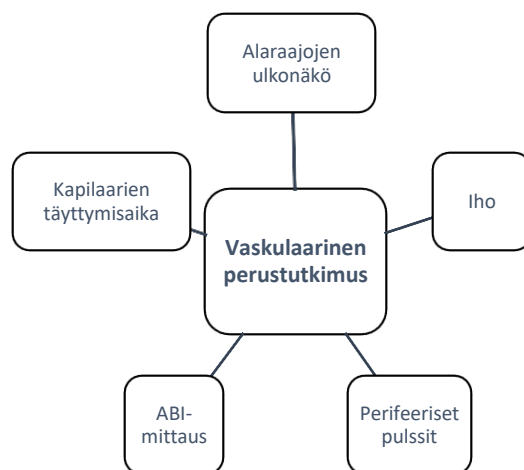 Alaraajojen
ulkonäkö
Kapilaarien
täyttymisaika
Iho
Vaskulaarinen
perustutkimus
ABI-
mittaus
Perifeeriset
pulssit